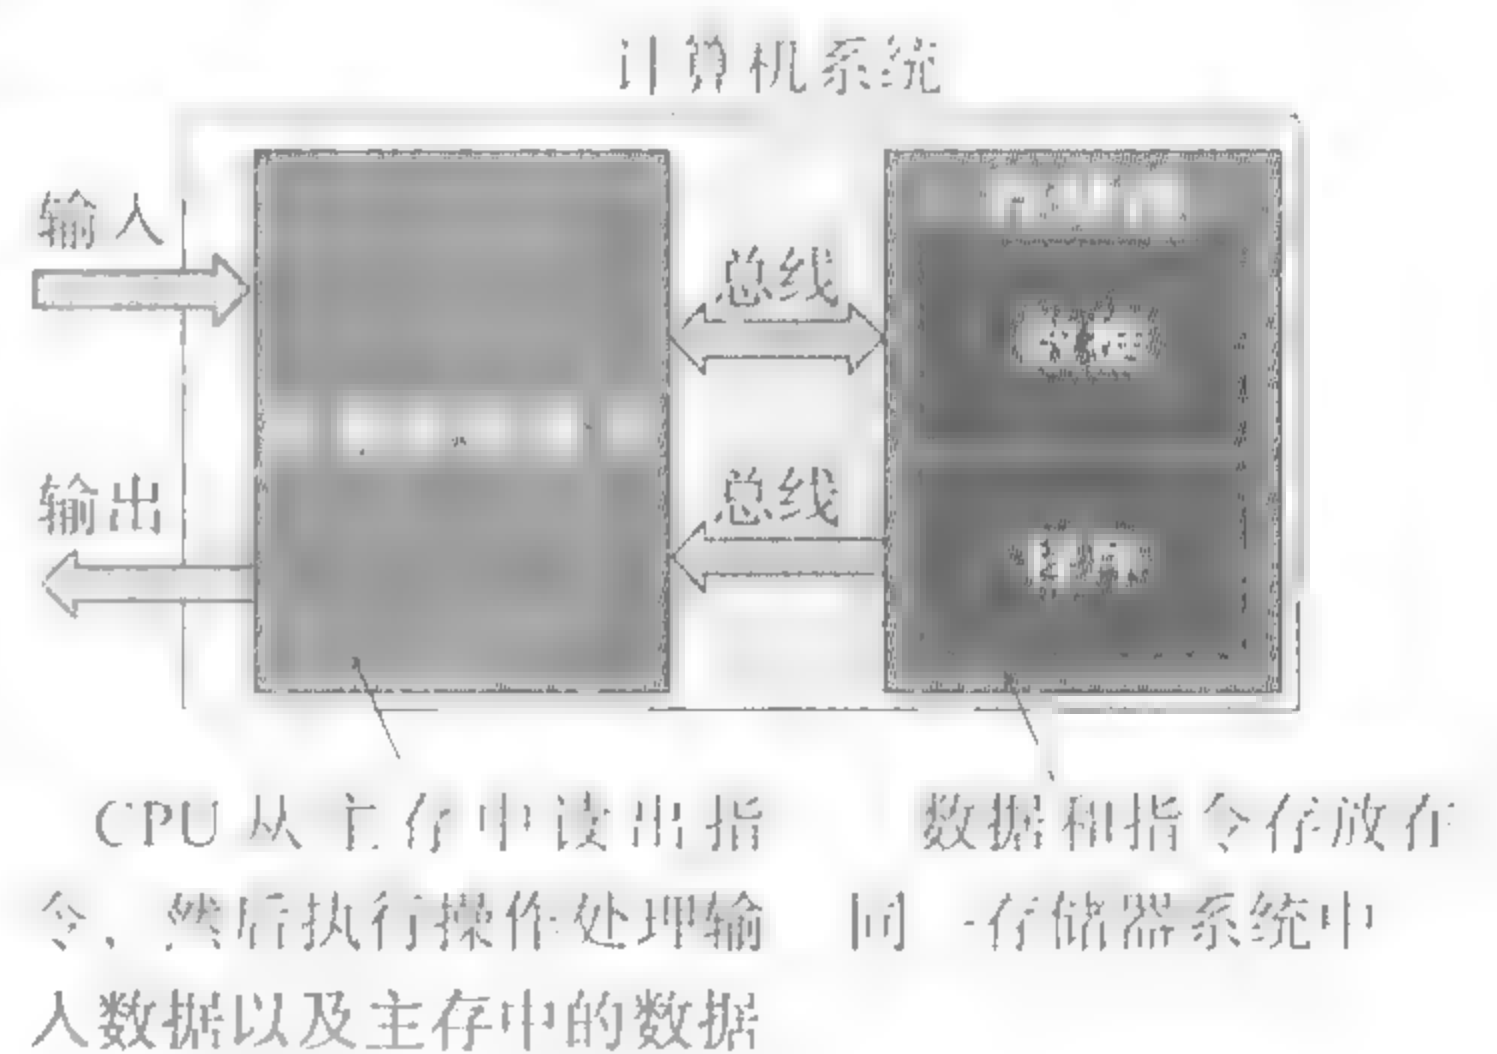 计算机系统
输入
总线
输出
总线
CPU 从主存中读出指
令，然后执行操作处理输
入数据以及主存中的数据
数据和指令存放在
同一存储器系统中